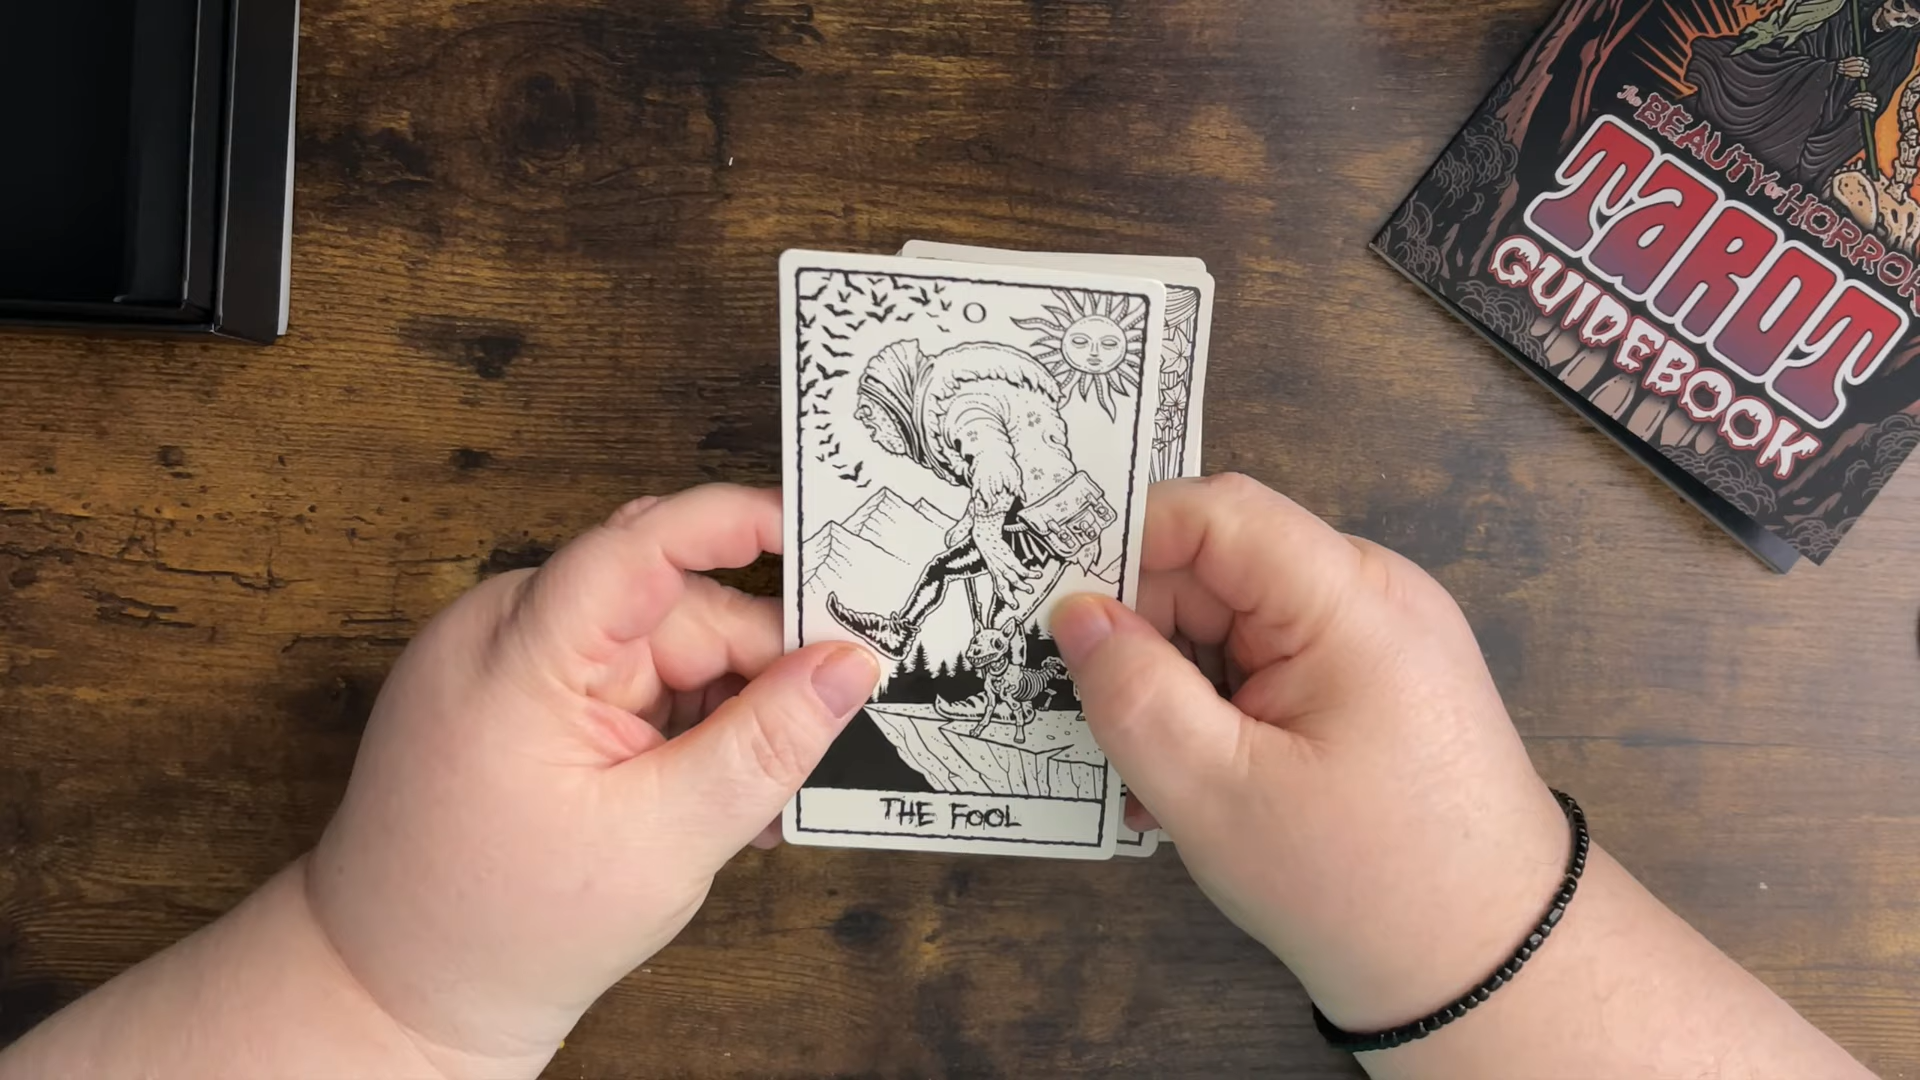 0
THE FOOL
The BEAUTY of HORROR
TAROT
GUIDEBOOK